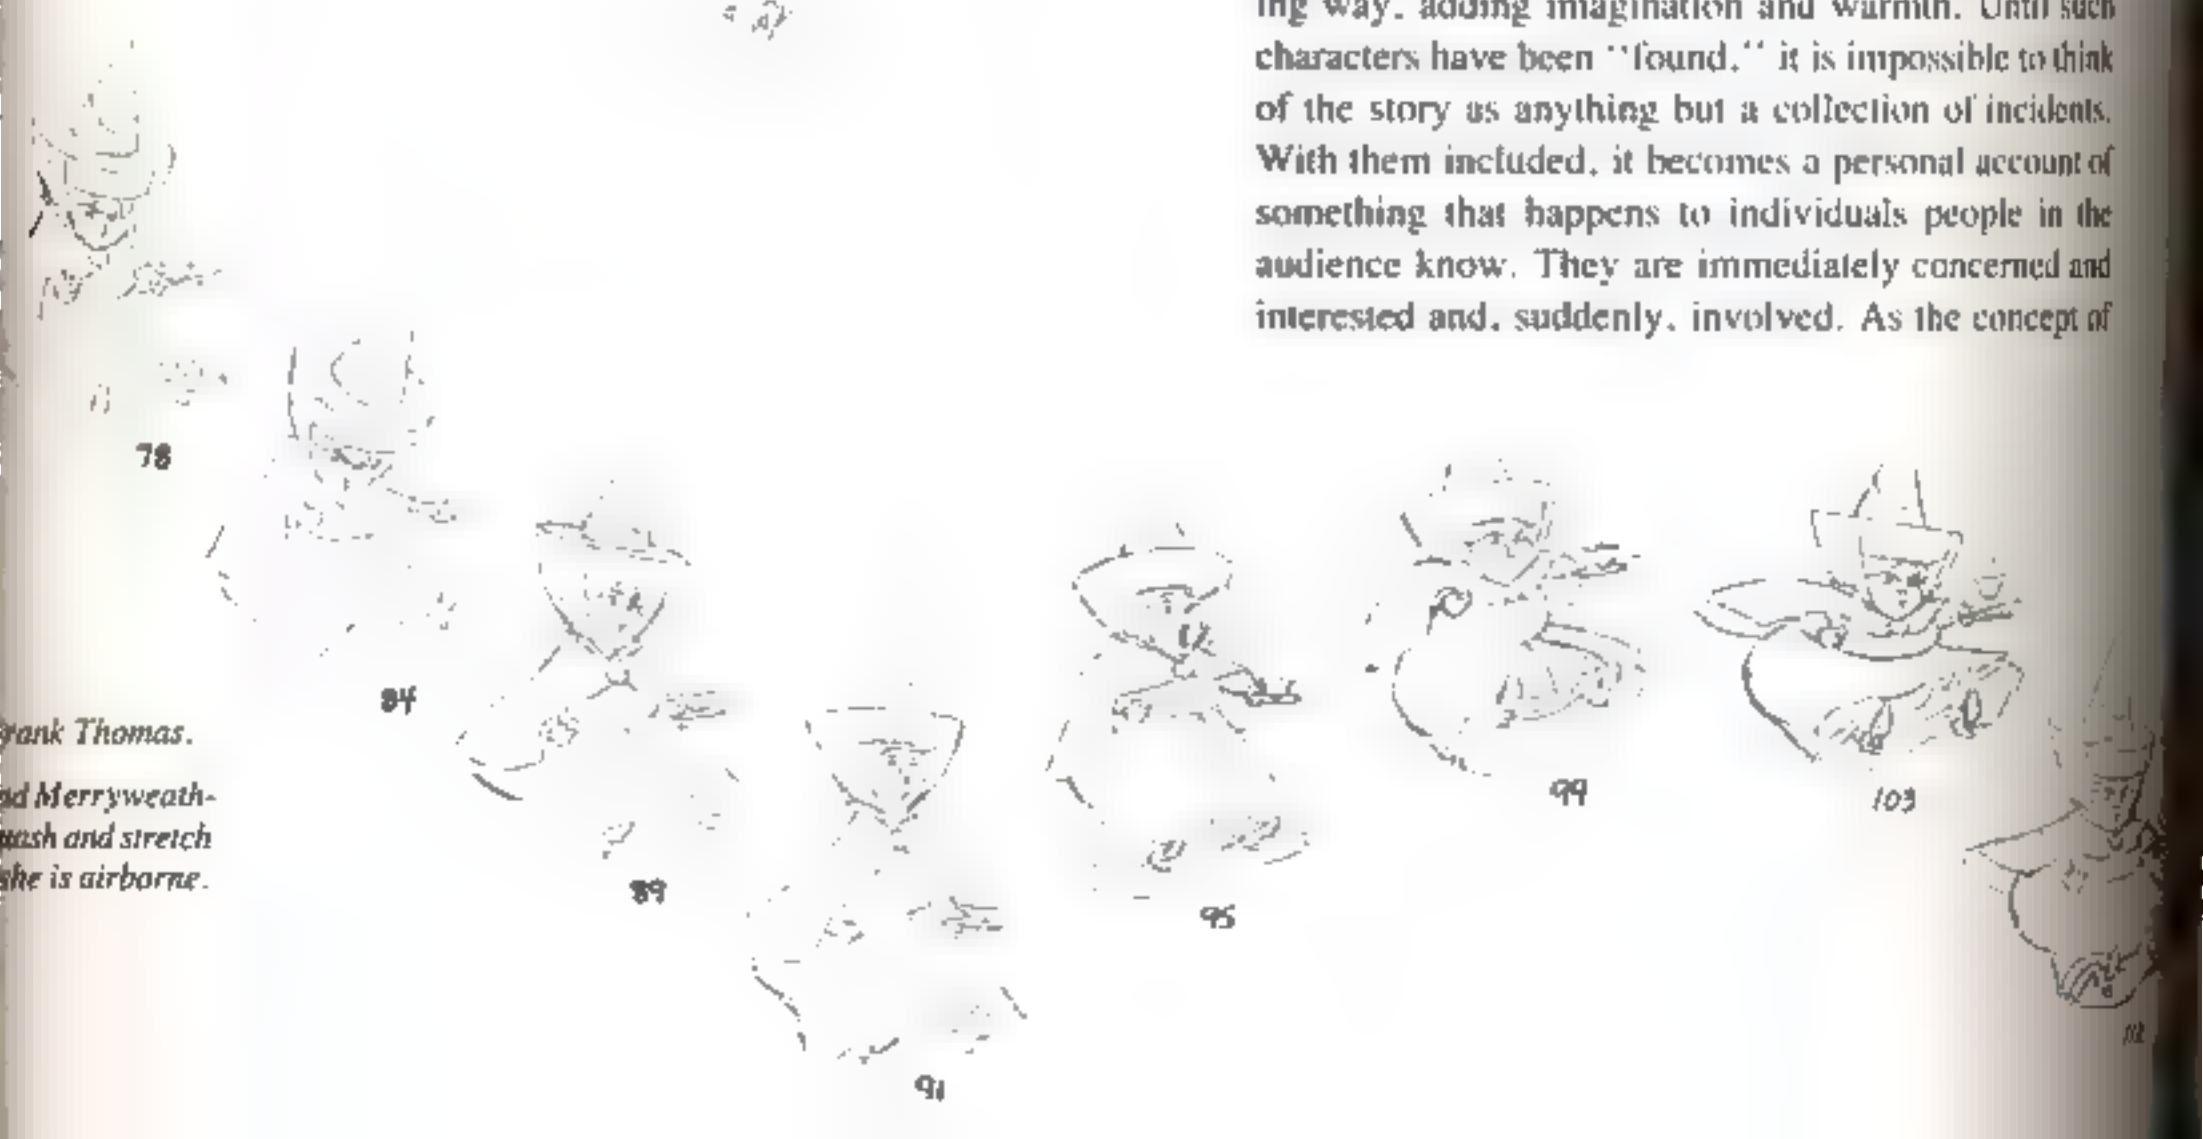 ing way, adding imagination and warmth. Until such
characters have been "found," it is impossible to think
of the story as anything but a collection of incidents.
With them included, it becomes a personal account of
something that happens to individuals people in the
audience know. They are immediately concerned and
interested and, suddenly, involved. As the concept of
78
84
89
91
95
99
103
rank Thomas.
nd Merryweath-
uash and stretch
she is airborne.